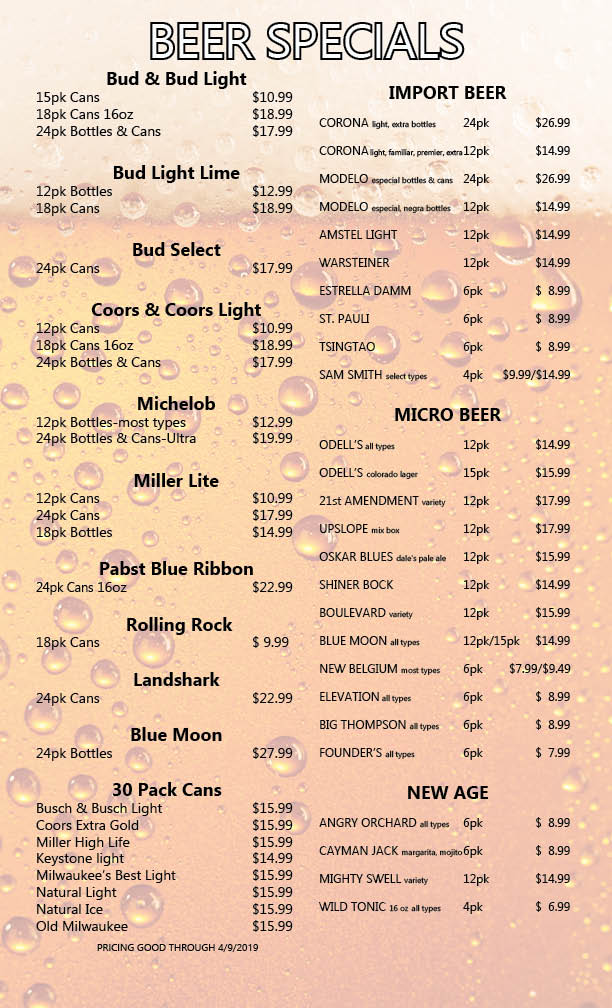 BEER SPECIALS
Bud & Bud Light
15pk Cans $10.99
18pk Cans 16oz $18.99
24pk Bottles & Cans $17.99
Bud Light Lime
12pk Bottles $12.99
18pk Cans $18.99
Bud Select
24pk Cans $17.99
Coors & Coors Light
12pk Cans $10.99
18pk Cans 16oz $18.99
24pk Bottles & Cans $17.99
Michelob
12pk Bottles-most types $12.99
24pk Bottles & Cans-Ultra $19.99
Miller Lite
12pk Cans $10.99
24pk Cans $17.99
18pk Bottles $14.99
Pabst Blue Ribbon
24pk Cans 16oz $22.99
Rolling Rock
18pk Cans $ 9.99
Landshark
24pk Cans $22.99
Blue Moon
24pk Bottles $27.99
30 Pack Cans
Busch & Busch Light $15.99
Coors Extra Gold $15.99
Miller High Life $15.99
Keystone light $14.99
Milwaukee's Best Light $15.99
Natural Light $15.99
Natural Ice $15.99
Old Milwaukee $15.99
PRICING GOOD THROUGH 4/9/2019
IMPORT BEER
CORONA light, extra bottles 24pk $26.99
CORONA light, familiar, premier, extra 12pk $14.99
MODELO especial bottles & cans 24pk $26.99
MODELO especial, negra bottles 12pk $14.99
AMSTEL LIGHT 12pk $14.99
WARSTEINER 12pk $14.99
ESTRELLA DAMM 6pk $ 8.99
ST. PAULI 6pk $ 8.99
TSINGTAO 6pk $ 8.99
SAM SMITH select types 4pk $9.99/$14.99
MICRO BEER
ODELL'S all types 12pk $14.99
ODELL'S colorado lager 15pk $15.99
21st AMENDMENT variety 12pk $17.99
UPSLOPE mix box 12pk $17.99
OSKAR BLUES dale's pale ale 12pk $15.99
SHINER BOCK 12pk $14.99
BOULEVARD variety 12pk $15.99
BLUE MOON all types 12pk/15pk $14.99
NEW BELGIUM most types 6pk $7.99/$9.49
ELEVATION all types 6pk $ 8.99
BIG THOMPSON all types 6pk $ 8.99
FOUNDER'S all types 6pk $ 7.99
NEW AGE
ANGRY ORCHARD all types 6pk $ 8.99
CAYMAN JACK margarita, mojito 6pk $ 8.99
MIGHTY SWELL variety 12pk $14.99
WILD TONIC 16 oz all types 4pk $ 6.99